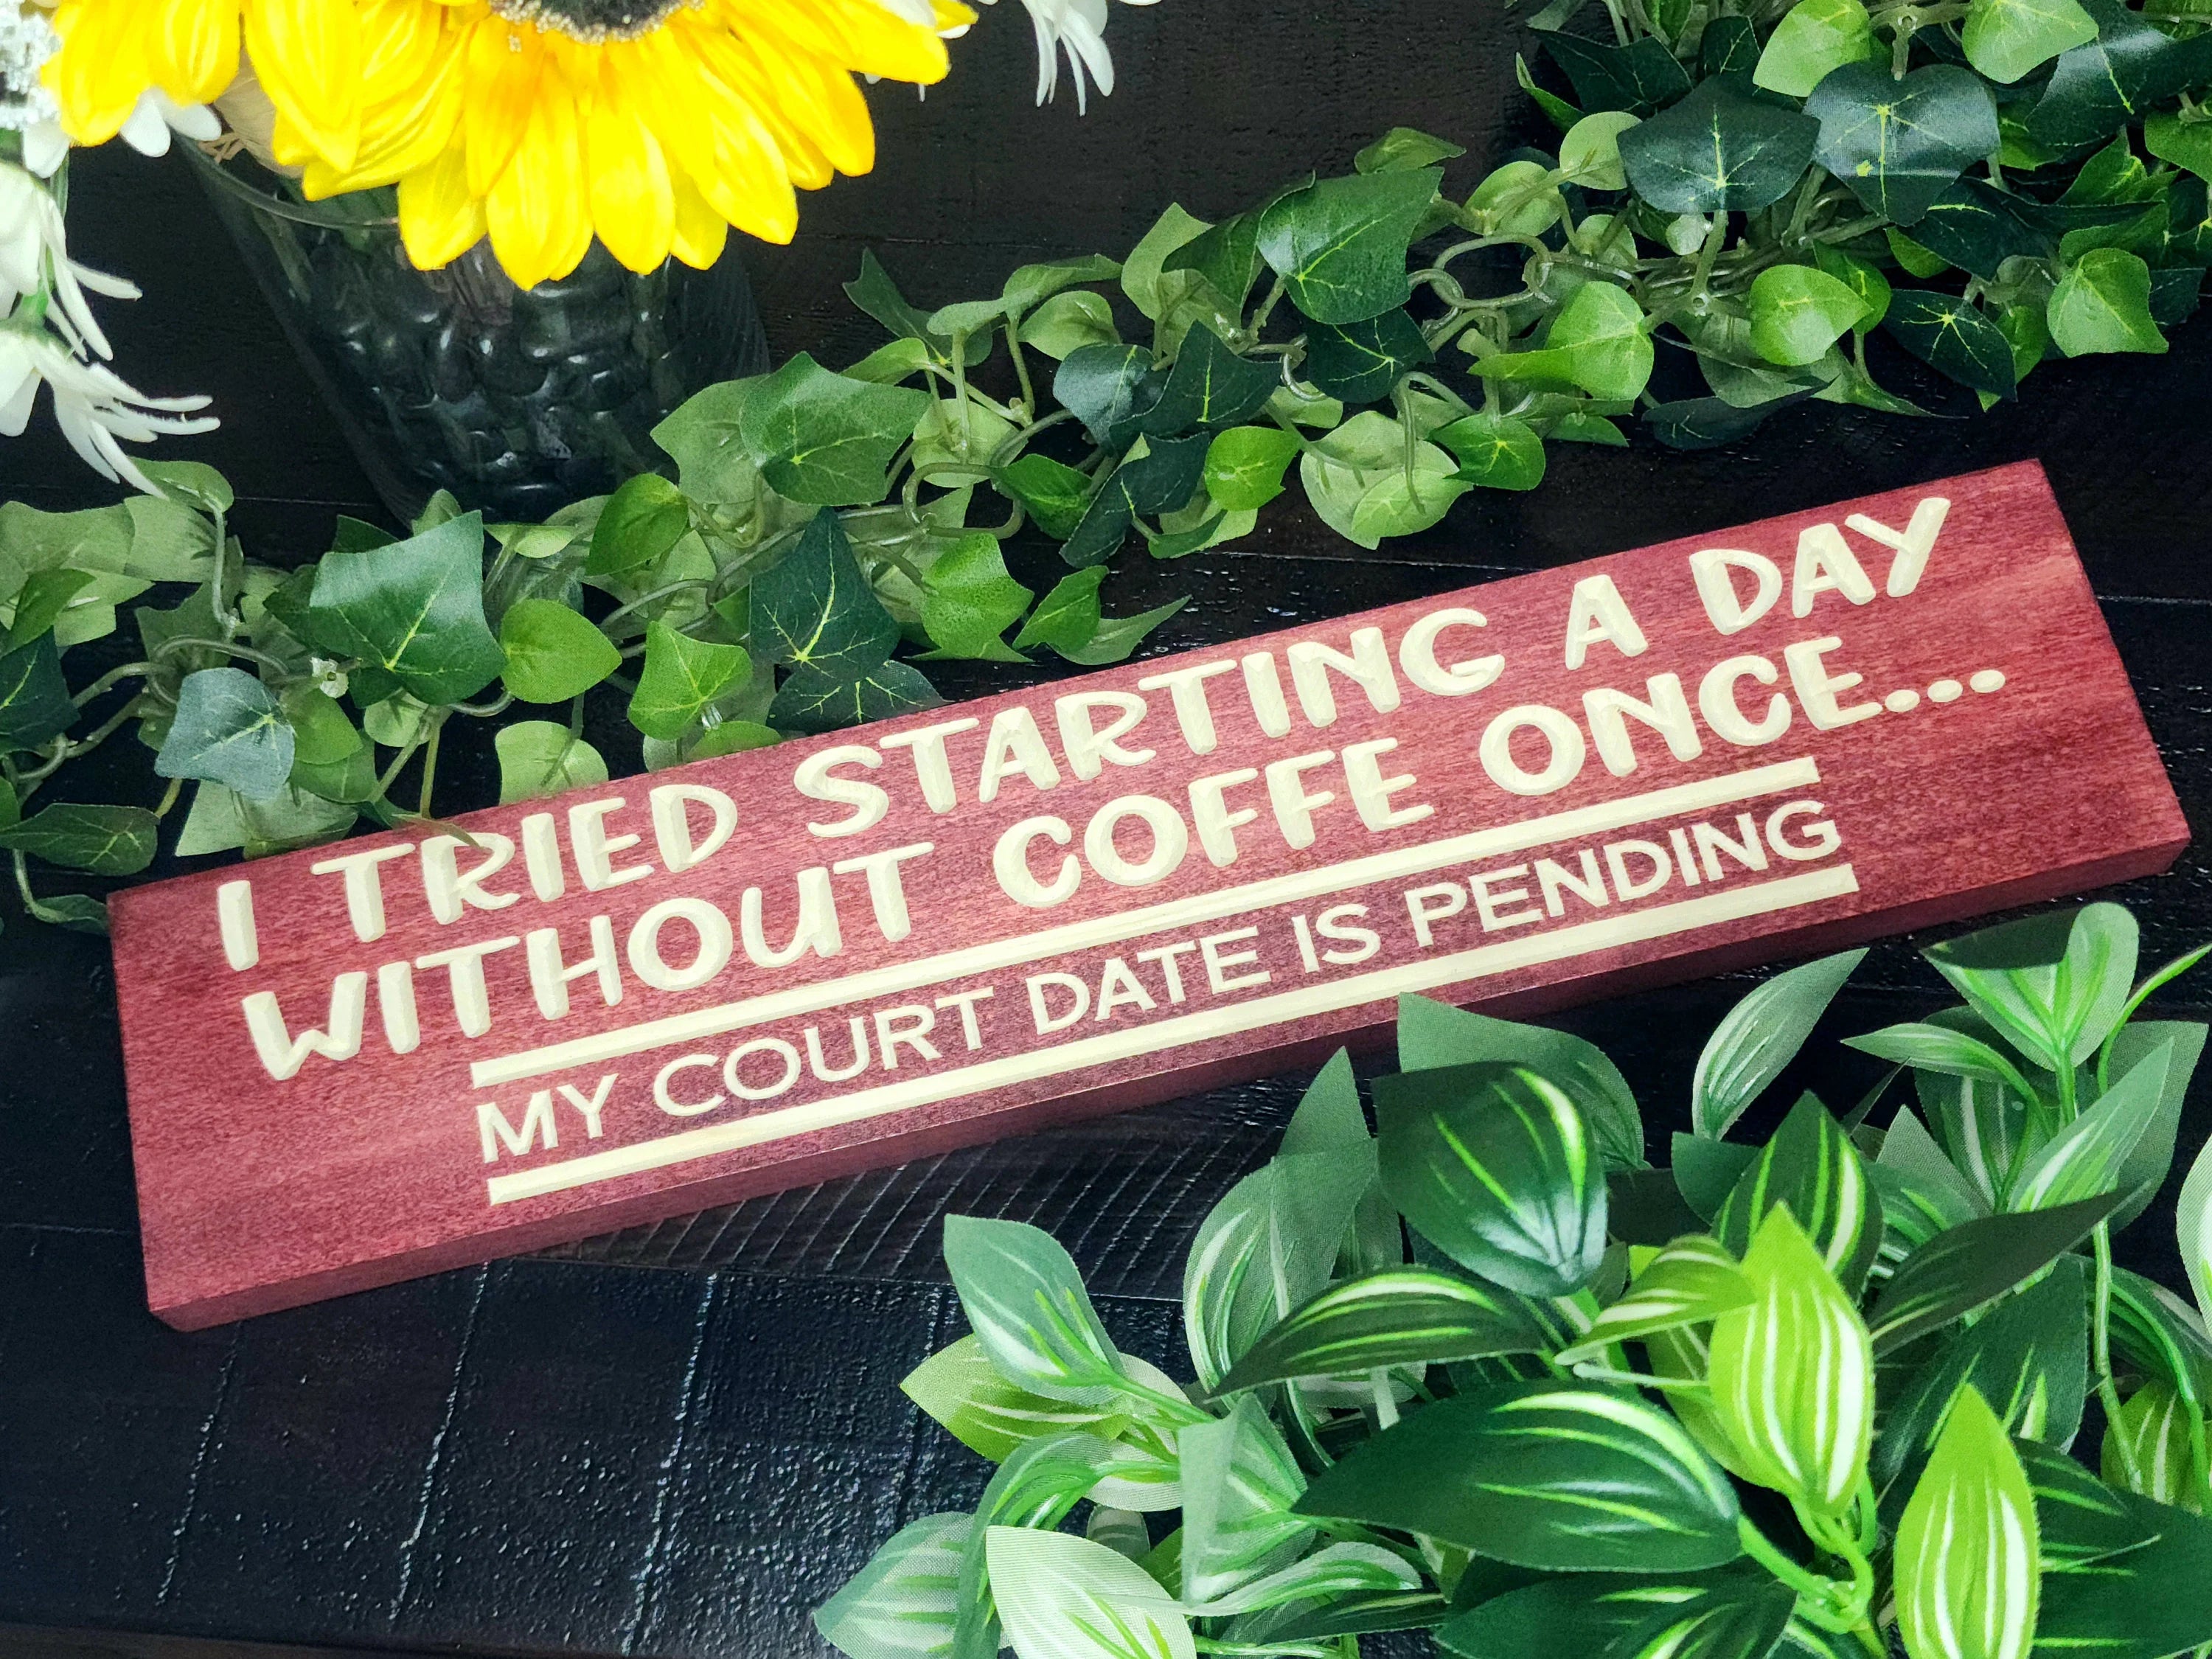 I TRIED STARTING A DAY
WITHOUT COFFE ONCE....
MY COURT DATE IS PENDING